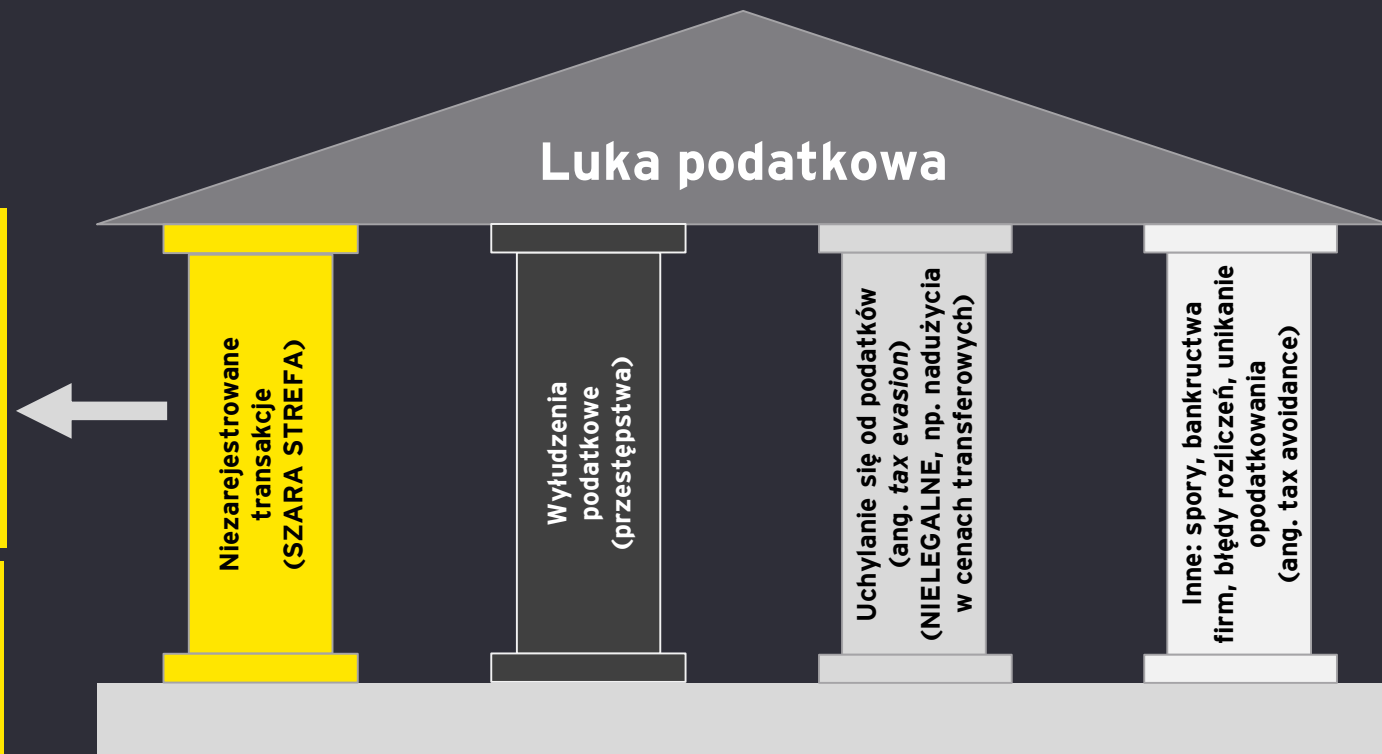 Luka podatkowa
Niezarejestrowane
transakcje
(SZARA STREFA)
Wyłudzenia
podatkowe
(przestępstwa)
Uchylanie się od podatków
(ang. tax evasion)
(NIELEGALNE, np. nadużycia
w cenach transferowych)
Inne: spory, bankructwa
firm, błędy rozliczeń, unikanie
opodatkowania
(ang. tax avoidance)